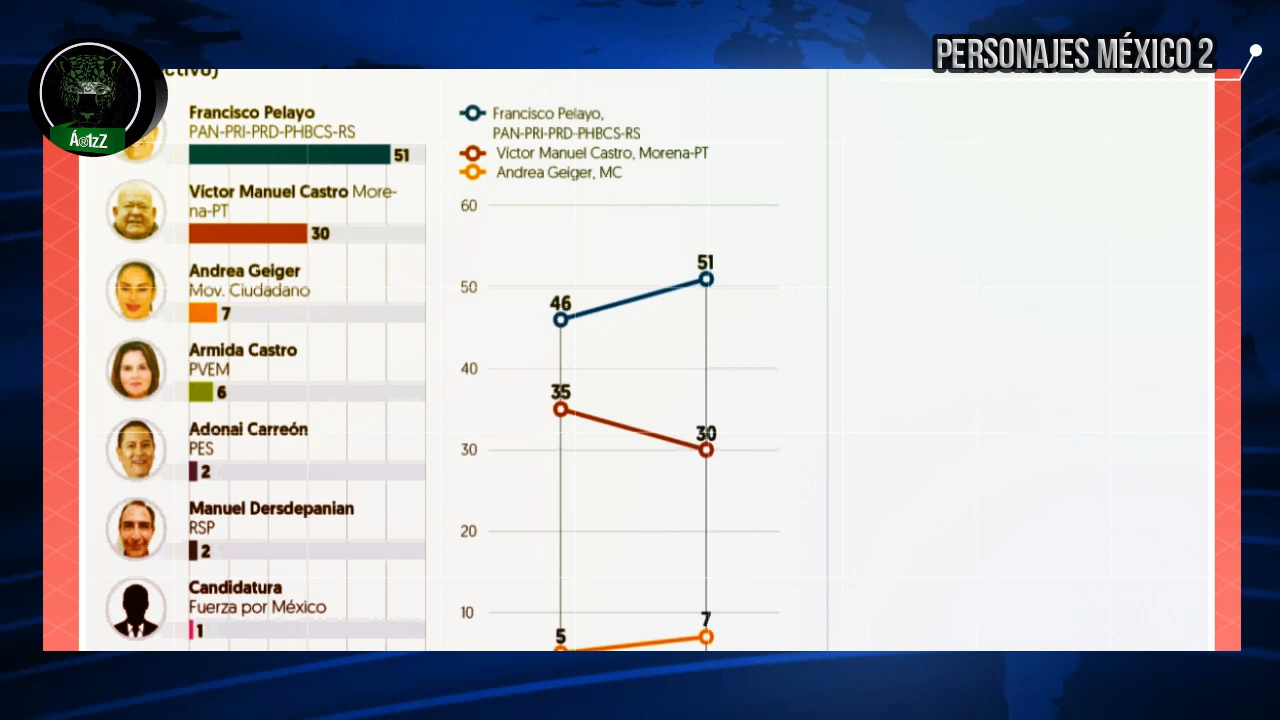 PERSONAJES MÉXICO 2
Á®1zZ
ectivo)
Francisco Pelayo
PAN-PRI-PRD-PHBCS-RS
51
Víctor Manuel Castro More-
na-PT
30
Andrea Geiger
Mov. Ciudadano
7
Armida Castro
PVEM
6
Adonai Carreón
PES
2
Manuel Dersdepanian
RSP
2
Candidatura
Fuerza por México
1
Francisco Pelayo,
PAN-PRI-PRD-PHBCS-RS
Víctor Manuel Castro, Morena-PT
Andrea Geiger, MC
60
51
50
46
40
35
30
30
20
10
7
5